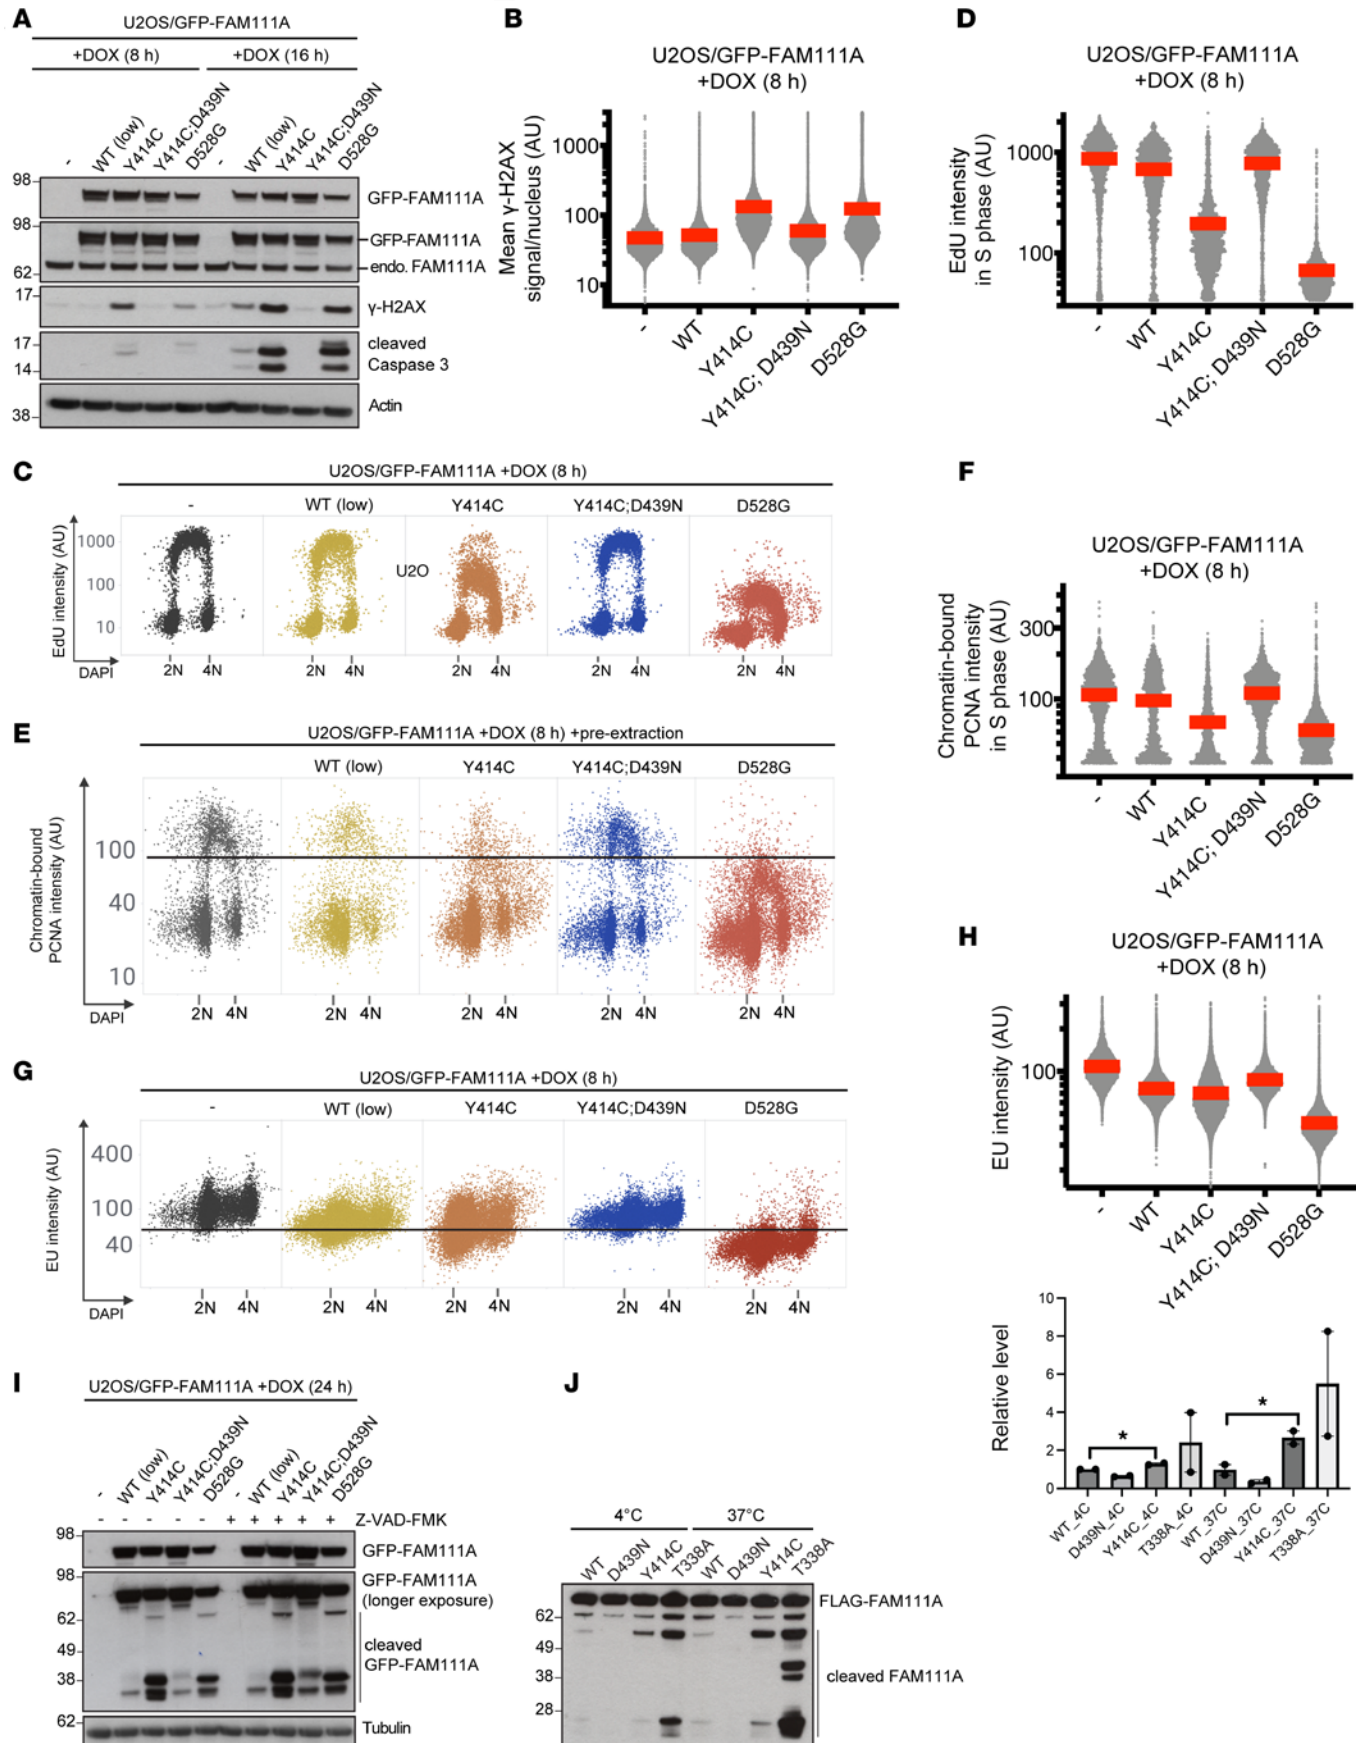 A
U2OS/GFP-FAM111A
+DOX (8 h) +DOX (16 h)
- WT (low) Y414C Y414C;D439N D528G - WT (low) Y414C Y414C;D439N D528G
98 GFP-FAM111A
98 GFP-FAM111A
62 endo. FAM111A
17 γ-H2AX
17 cleaved
14 Caspase 3
38 Actin
B
U2OS/GFP-FAM111A
+DOX (8 h)
Mean γ-H2AX
signal/nucleus (AU)
1000
100
10
- WT Y414C Y414C; D439N D528G
D
U2OS/GFP-FAM111A
+DOX (8 h)
EdU intensity
in S phase (AU)
1000
100
- WT Y414C Y414C; D439N D528G
C
U2OS/GFP-FAM111A +DOX (8 h)
- WT (low) Y414C Y414C;D439N D528G
EdU intensity (AU)
1000
100
10
U2O
DAPI
2N 4N 2N 4N 2N 4N 2N 4N 2N 4N
F
U2OS/GFP-FAM111A
+DOX (8 h)
Chromatin-bound
PCNA intensity
in S phase (AU)
300
100
- WT Y414C Y414C; D439N D528G
E
U2OS/GFP-FAM111A +DOX (8 h) +pre-extraction
WT (low) Y414C Y414C;D439N D528G
Chromatin-bound
PCNA intensity (AU)
100
40
10
DAPI
2N 4N 2N 4N 2N 4N 2N 4N 2N 4N
H
U2OS/GFP-FAM111A
+DOX (8 h)
EU intensity (AU)
100
- WT Y414C Y414C; D439N D528G
G
U2OS/GFP-FAM111A +DOX (8 h)
- WT (low) Y414C Y414C;D439N D528G
EU intensity (AU)
400
100
40
DAPI
2N 4N 2N 4N 2N 4N 2N 4N 2N 4N
I
U2OS/GFP-FAM111A +DOX (24 h)
- WT (low) Y414C Y414C;D439N D528G - WT (low) Y414C Y414C;D439N D528G
- - - - - + + + + + Z-VAD-FMK
98 GFP-FAM111A
98 GFP-FAM111A
(longer exposure)
62
49 cleaved
GFP-FAM111A
38
62 Tubulin
J
4°C 37°C
WT D439N Y414C T338A WT D439N Y414C T338A
FLAG-FAM111A
62
49
38 cleaved FAM111A
28
Relative level
10
8
6
4
2
0
* *
WT_4C D439N_4C Y414C_4C T338A_4C WT_37C D439N_37C Y414C_37C T338A_37C